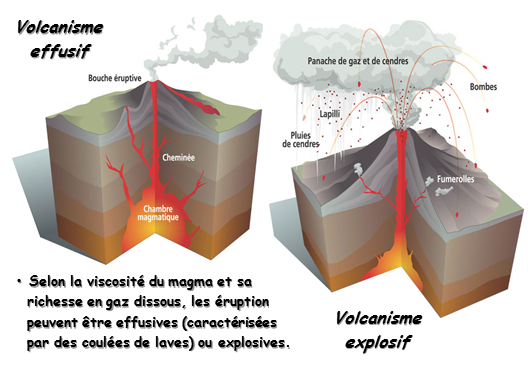 Volcanisme
effusif
Bouche éruptive
Cheminée
Chambre
magmatique
Panache de gaz et de cendres
Bombes
Lapilli
Pluies
de cendres
Fumerolles
• Selon la viscosité du magma et sa
richesse en gaz dissous, les éruption
peuvent être effusives (caractérisées
par des coulées de laves) ou explosives.
Volcanisme
explosif